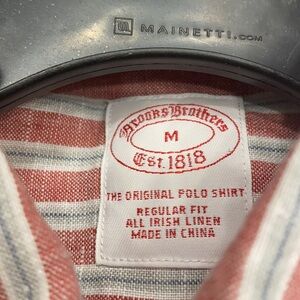 MAINETTI.COM
Brooks Brothers
M
Est. 1818
THE ORIGINAL POLO SHIRT
REGULAR FIT
ALL IRISH LINEN
MADE IN CHINA